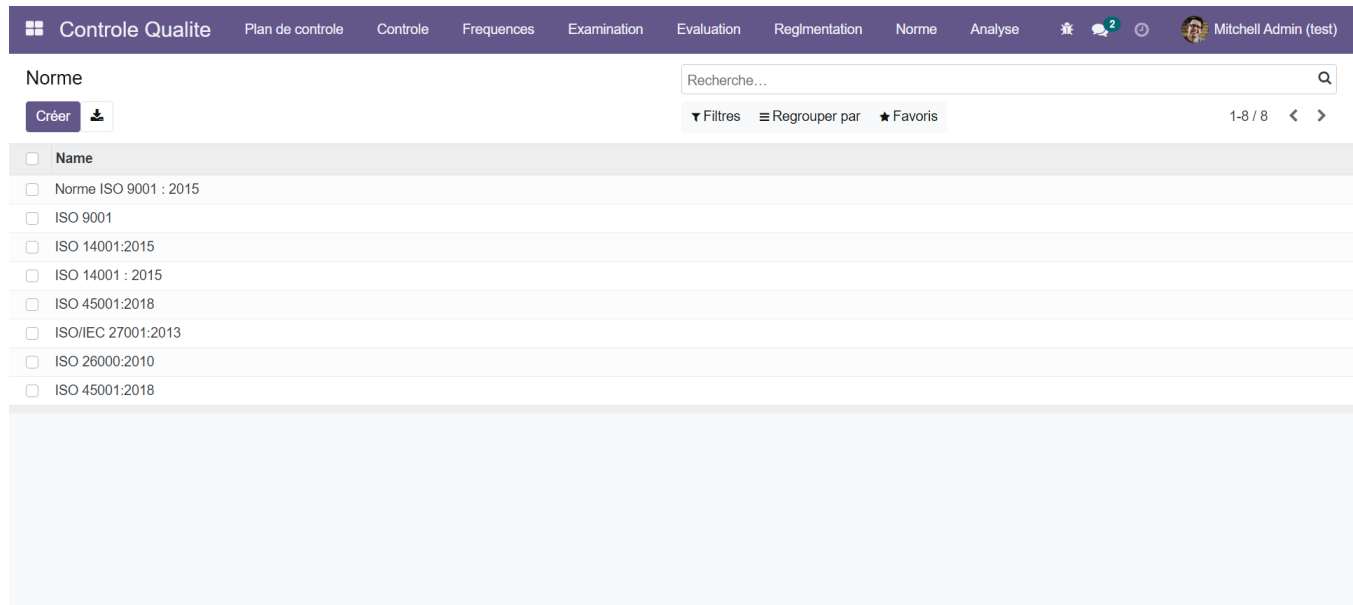 Controle Qualite Plan de controle Controle Frequences Examination Evaluation Reglmentation Norme Analyse 2 Mitchell Admin (test)
Norme Recherche...
Créer Filtres Regrouper par Favoris 1-8 / 8
Name
Norme ISO 9001 : 2015
ISO 9001
ISO 14001:2015
ISO 14001 : 2015
ISO 45001:2018
ISO/IEC 27001:2013
ISO 26000:2010
ISO 45001:2018